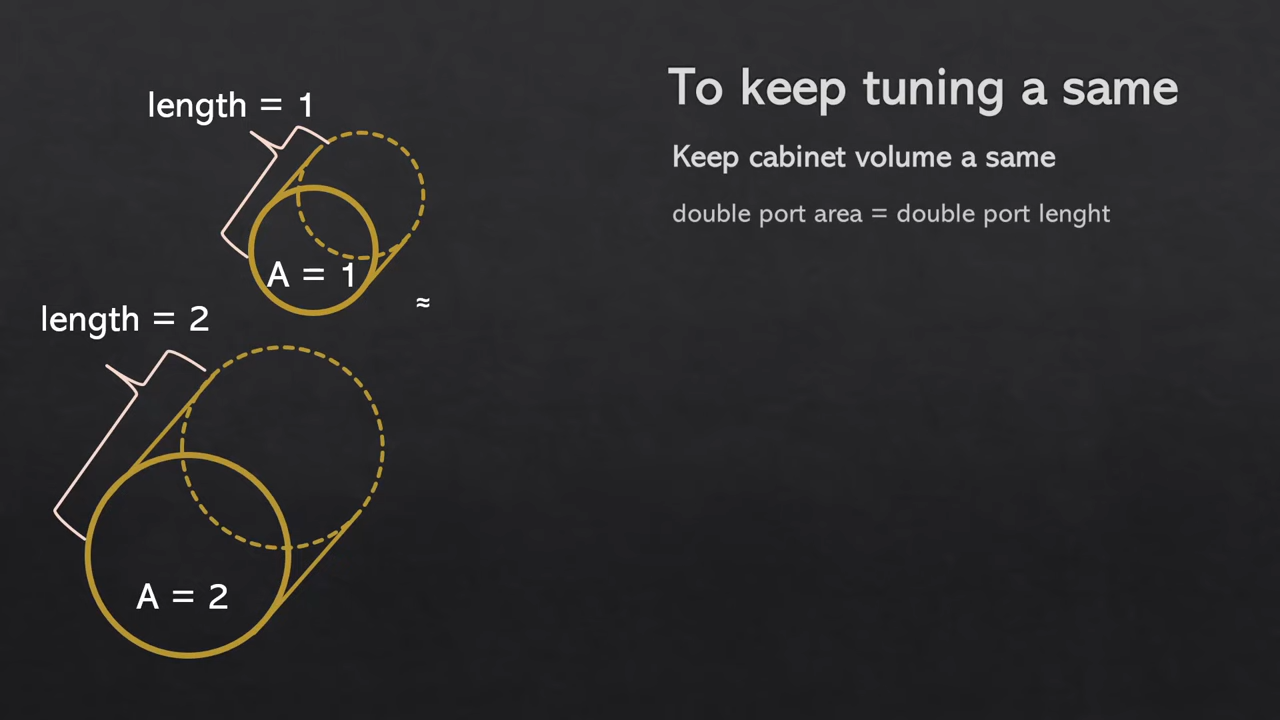 To keep tuning a same
Keep cabinet volume a same
double port area = double port lenght
length = 1
A = 1
≈
length = 2
A = 2